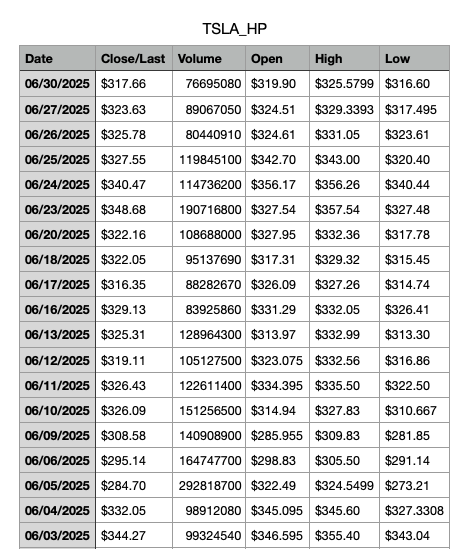 TSLA_HP
Date Close/Last Volume Open High Low
06/30/2025 $317.66 76695080 $319.90 $325.5799 $316.60
06/27/2025 $323.63 89067050 $324.51 $329.3393 $317.495
06/26/2025 $325.78 80440910 $324.61 $331.05 $323.61
06/25/2025 $327.55 119845100 $342.70 $343.00 $320.40
06/24/2025 $340.47 114736200 $356.17 $356.26 $340.44
06/23/2025 $348.68 190716800 $327.54 $357.54 $327.48
06/20/2025 $322.16 108688000 $327.95 $332.36 $317.78
06/18/2025 $322.05 95137690 $317.31 $329.32 $315.45
06/17/2025 $316.35 88282670 $326.09 $327.26 $314.74
06/16/2025 $329.13 83925860 $331.29 $332.05 $326.41
06/13/2025 $325.31 128964300 $313.97 $332.99 $313.30
06/12/2025 $319.11 105127500 $323.075 $332.56 $316.86
06/11/2025 $326.43 122611400 $334.395 $335.50 $322.50
06/10/2025 $326.09 151256500 $314.94 $327.83 $310.667
06/09/2025 $308.58 140908900 $285.955 $309.83 $281.85
06/06/2025 $295.14 164747700 $298.83 $305.50 $291.14
06/05/2025 $284.70 292818700 $322.49 $324.5499 $273.21
06/04/2025 $332.05 98912080 $345.095 $345.60 $327.3308
06/03/2025 $344.27 99324540 $346.595 $355.40 $343.04